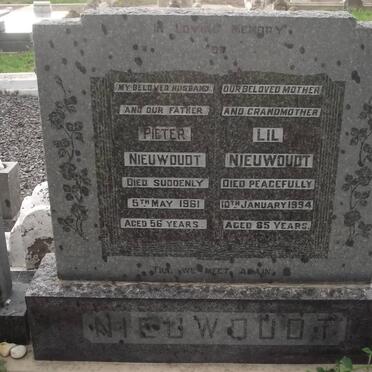 IN LOVING MEMORY
OF
MY BELOVED HUSBAND
AND OUR FATHER
PIETER
NIEUWOUDT
DIED SUDDENLY
5TH MAY 1961
AGED 56 YEARS.
OUR BELOVED MOTHER
AND GRANDMOTHER
LIL
NIEUWOUDT
DIED PEACEFULLY
10TH JANUARY 1994
AGED 85 YEARS.
TILL WE MEET AGAIN
NIEUWOUDT